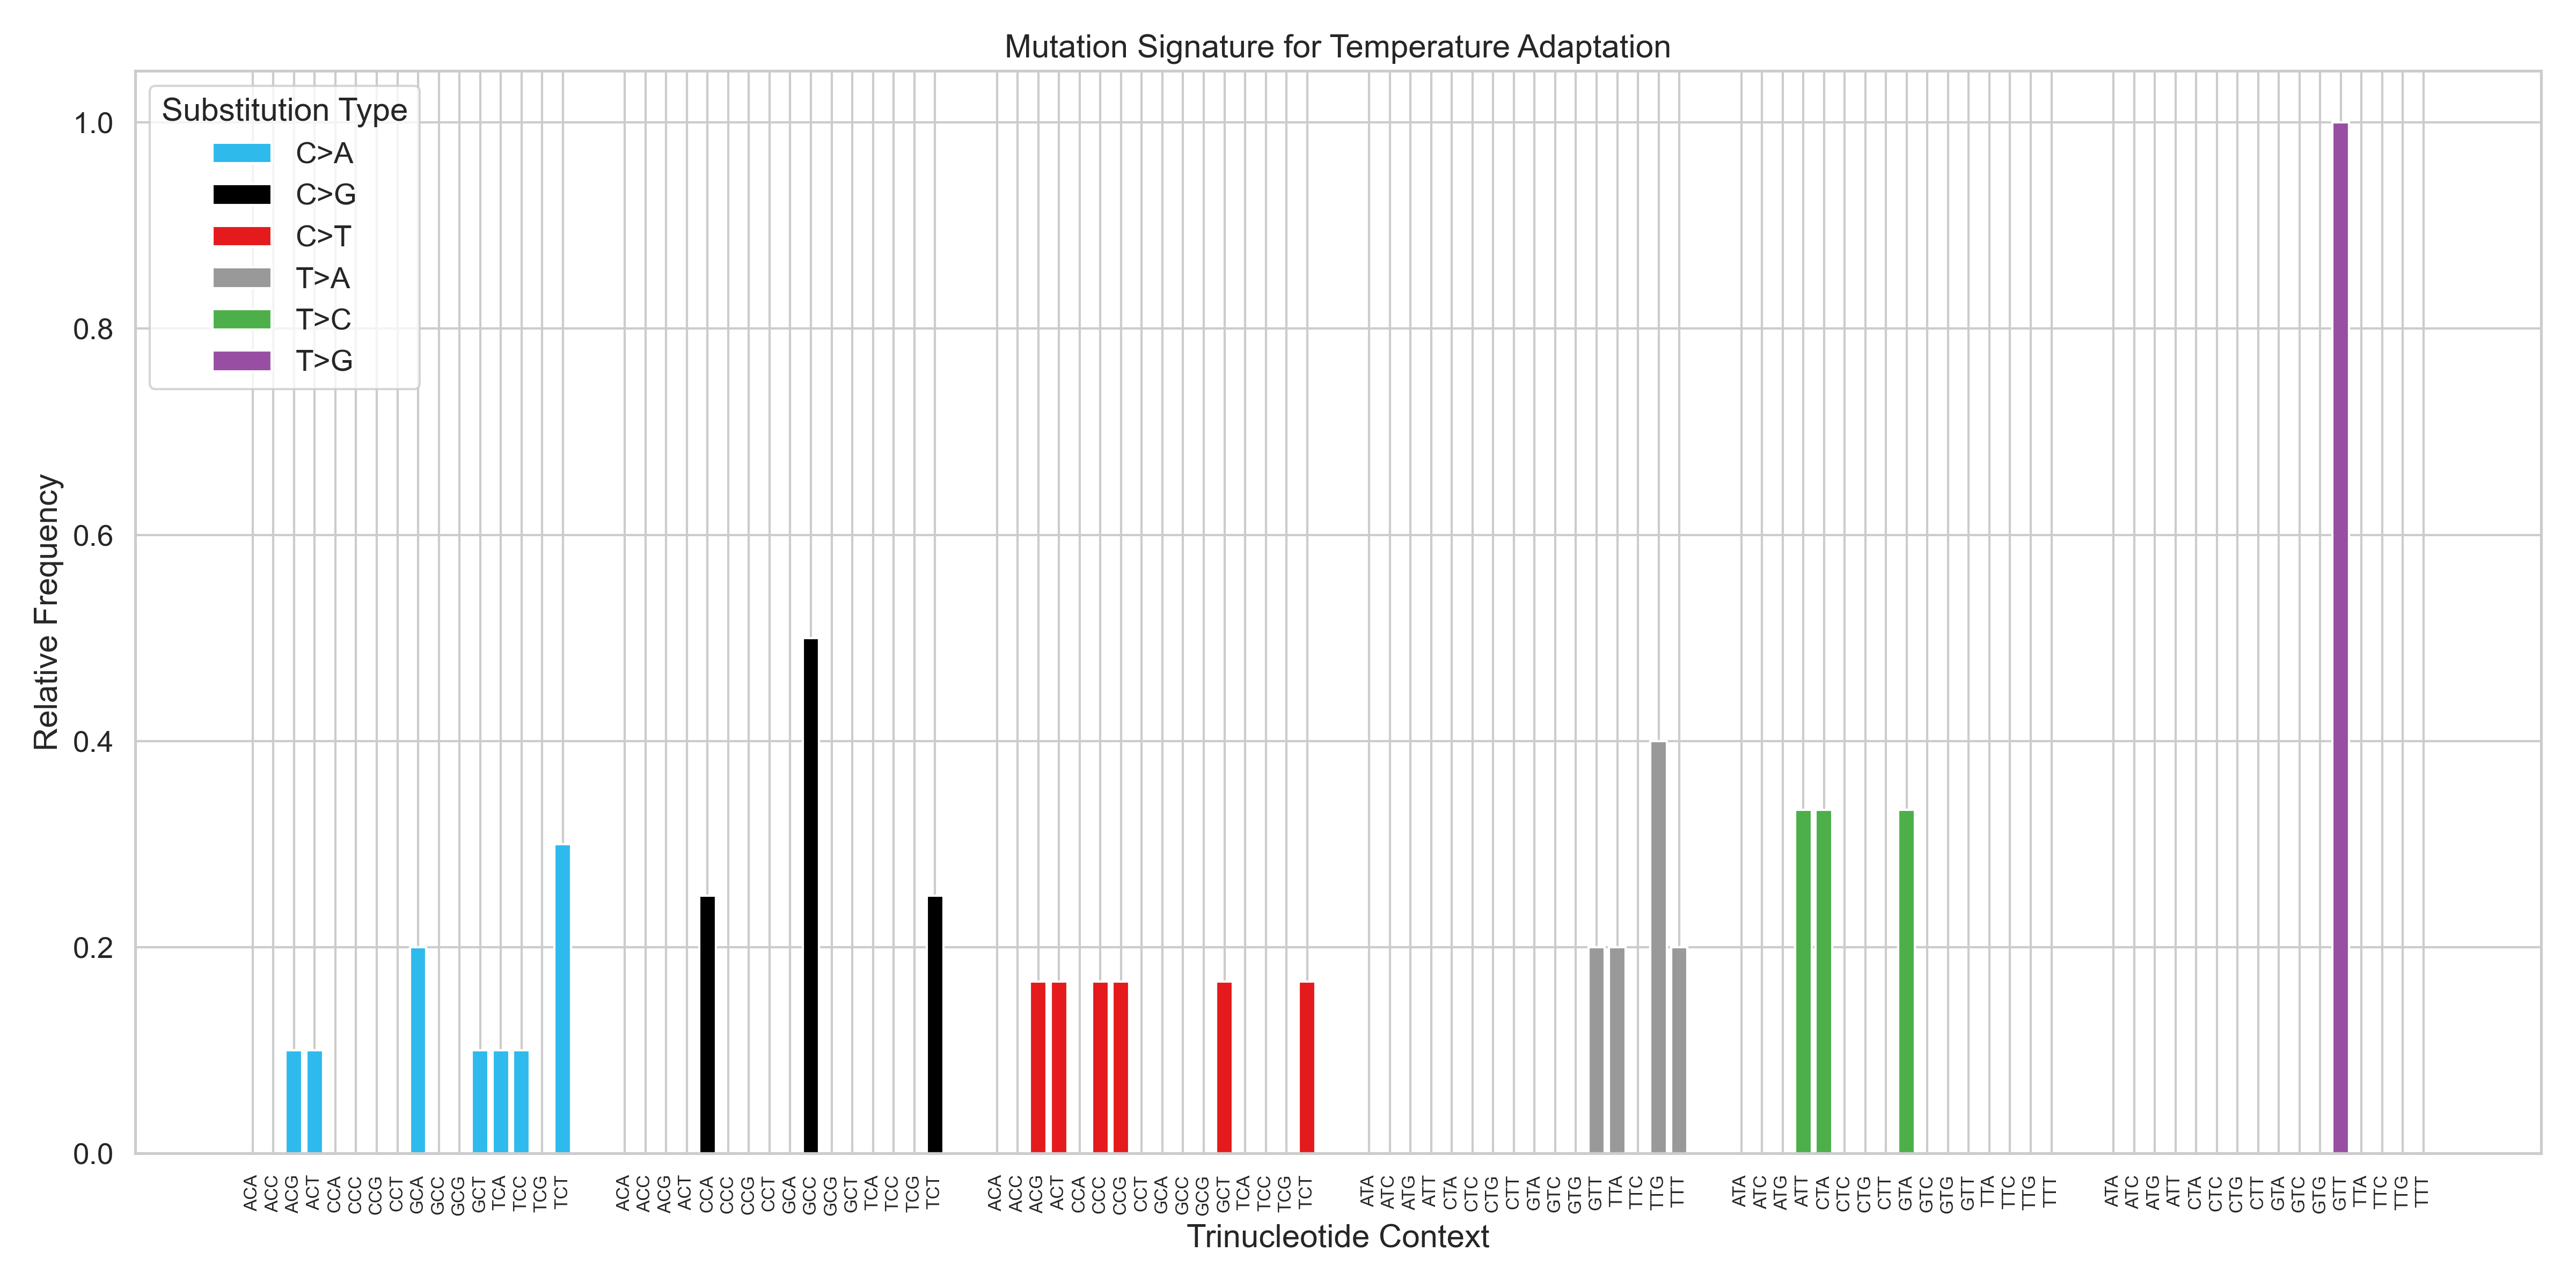 Mutation Signature for Temperature Adaptation
Substitution Type
C>A
C>G
C>T
T>A
T>C
T>G
Relative Frequency
1.0
0.8
0.6
0.4
0.2
0.0
ACA ACC ACG ACT CCA CCC CCG CCT GCA GCC GCG GCT TCA TCC TCG TCT ACA ACC ACG ACT CCA CCC CCG CCT GCA GCC GCG GCT TCA TCC TCG TCT ACA ACC ACG ACT CCA CCC CCG CCT GCA GCC GCG GCT TCA TCC TCG TCT ATA ATC ATG ATT CTA CTC CTG CTT GTA GTC GTG GTT TTA TTC TTG TTT ATA ATC ATG ATT CTA CTC CTG CTT GTA GTC GTG GTT TTA TTC TTG TTT ATA ATC ATG ATT CTA CTC CTG CTT GTA GTC GTG GTT TTA TTC TTG TTT
Trinucleotide Context